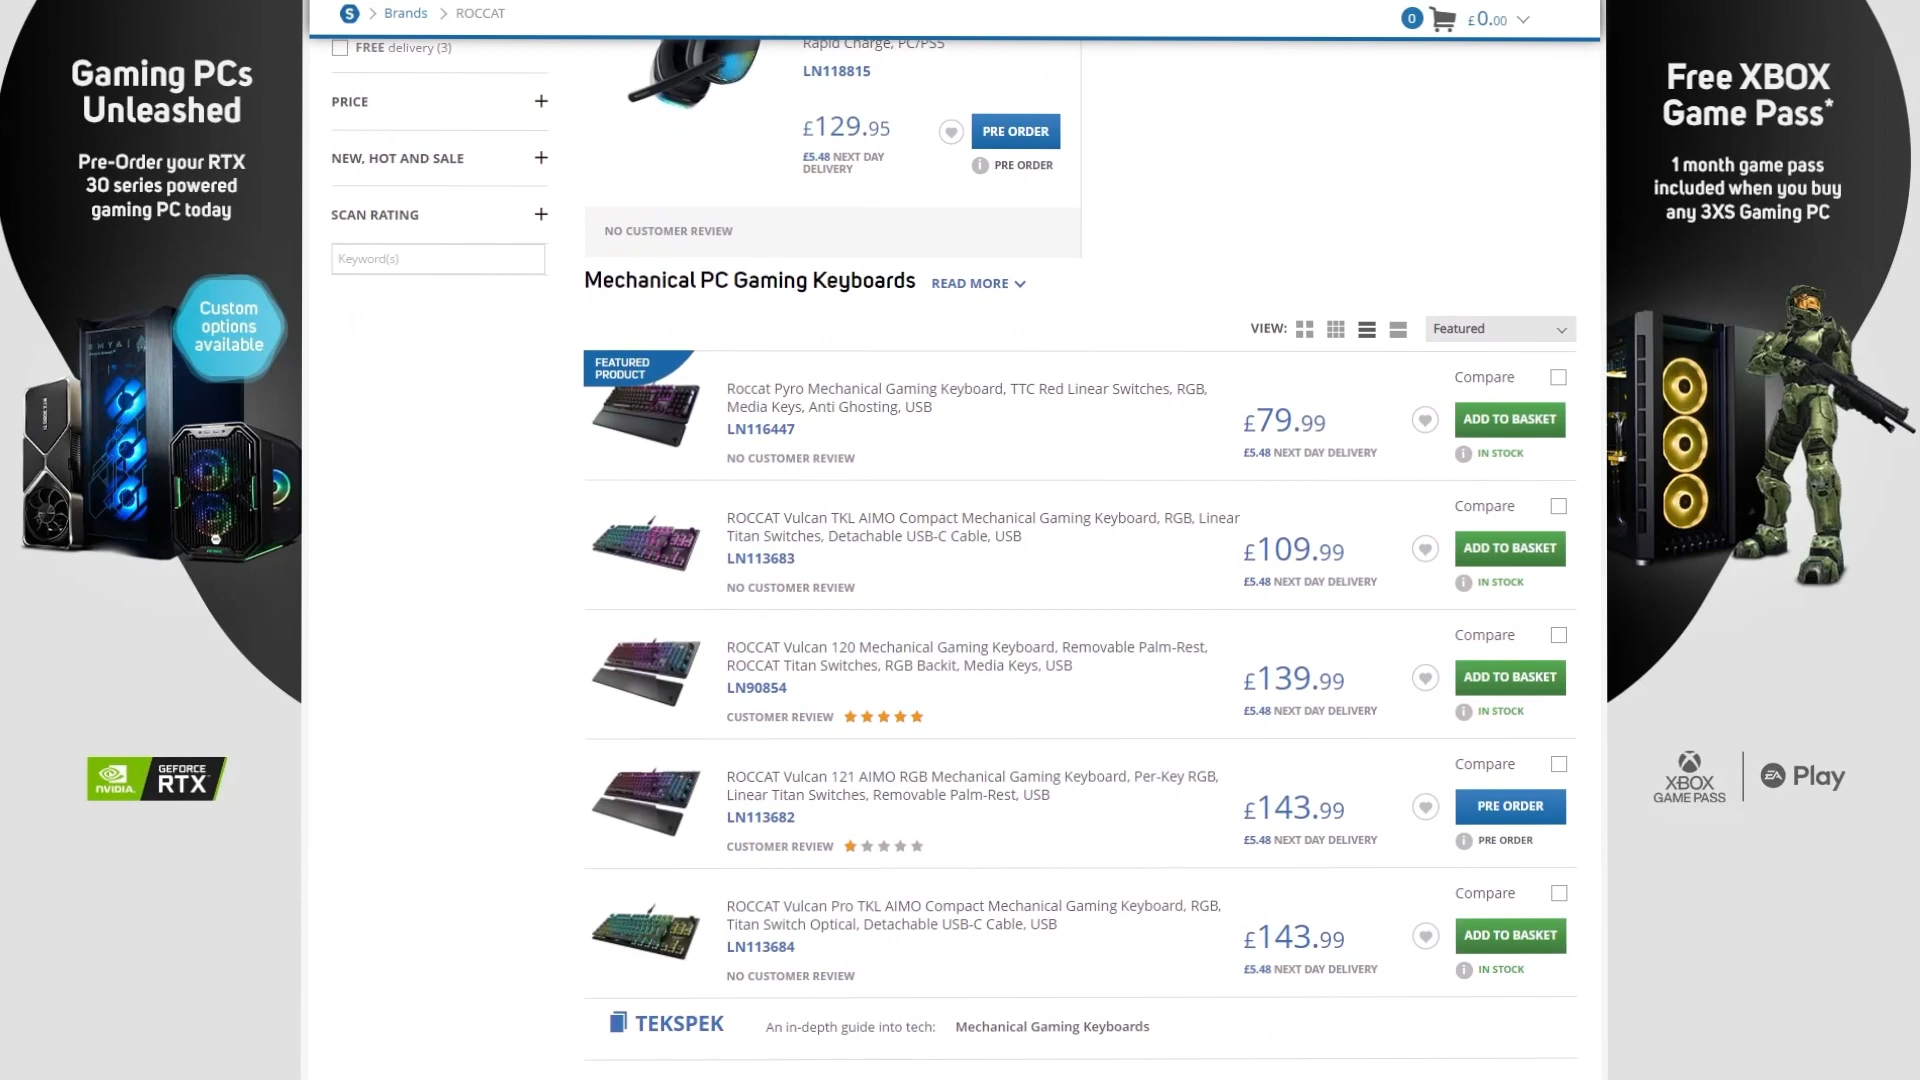 S
Brands
ROCCAT
0
£0.00
FREE delivery (3)
PRICE
NEW, HOT AND SALE
SCAN RATING
Keyword(s)
Rapid Charge, PC/PS5
LN118815
£129.95
£5.48 NEXT DAY
DELIVERY
PRE ORDER
PRE ORDER
NO CUSTOMER REVIEW
Mechanical PC Gaming Keyboards
READ MORE
VIEW:
Featured
FEATURED
PRODUCT
Roccat Pyro Mechanical Gaming Keyboard, TTC Red Linear Switches, RGB,
Media Keys, Anti Ghosting, USB
LN116447
NO CUSTOMER REVIEW
£79.99
£5.48 NEXT DAY DELIVERY
Compare
ADD TO BASKET
IN STOCK
ROCCAT Vulcan TKL AIMO Compact Mechanical Gaming Keyboard, RGB, Linear
Titan Switches, Detachable USB-C Cable, USB
LN113683
NO CUSTOMER REVIEW
£109.99
£5.48 NEXT DAY DELIVERY
Compare
ADD TO BASKET
IN STOCK
ROCCAT Vulcan 120 Mechanical Gaming Keyboard, Removable Palm-Rest,
ROCCAT Titan Switches, RGB Backit, Media Keys, USB
LN90854
CUSTOMER REVIEW
£139.99
£5.48 NEXT DAY DELIVERY
Compare
ADD TO BASKET
IN STOCK
ROCCAT Vulcan 121 AIMO RGB Mechanical Gaming Keyboard, Per-Key RGB,
Linear Titan Switches, Removable Palm-Rest, USB
LN113682
CUSTOMER REVIEW
£143.99
£5.48 NEXT DAY DELIVERY
Compare
PRE ORDER
PRE ORDER
ROCCAT Vulcan Pro TKL AIMO Compact Mechanical Gaming Keyboard, RGB,
Titan Switch Optical, Detachable USB-C Cable, USB
LN113684
NO CUSTOMER REVIEW
£143.99
£5.48 NEXT DAY DELIVERY
Compare
ADD TO BASKET
IN STOCK
TEKSPEK
An in-depth guide into tech:
Mechanical Gaming Keyboards
Gaming PCs
Unleashed
Pre-Order your RTX
30 series powered
gaming PC today
Custom
options
available
NVIDIA.
GEFORCE
RTX
Free XBOX
Game Pass*
1 month game pass
included when you buy
any 3XS Gaming PC
XBOX
GAME PASS
EA Play